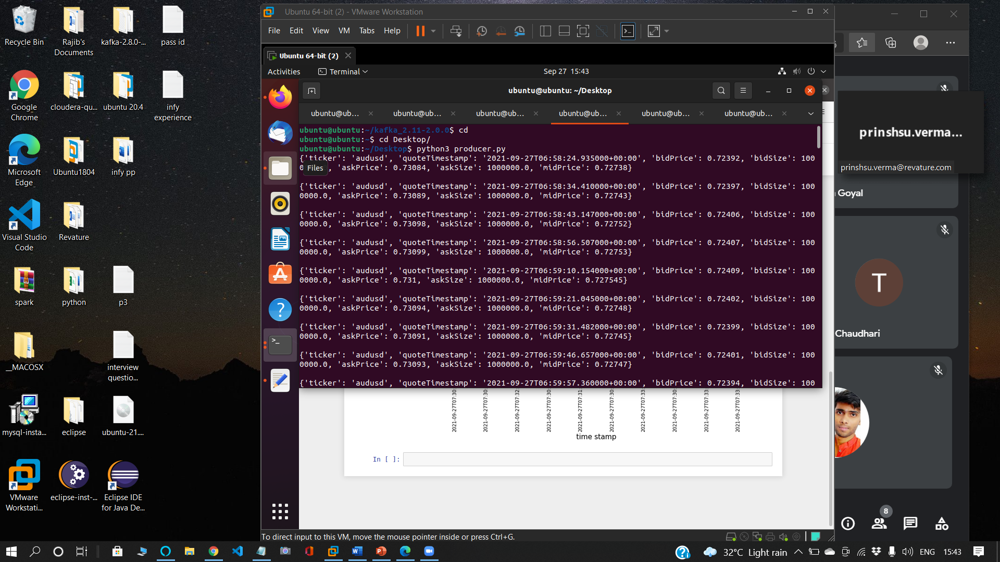 Recycle Bin
Rajib's
Documents
kafka-2.8.0-...
pass id
Google
Chrome
cloudera-qu...
ubuntu 20.4
infy
experience
Microsoft
Edge
Ubuntu1804
infy pp
Visual Studio
Code
Revature
spark
python
p3
__MACOSX
interview
questio...
mysql-insta...
eclipse
ubuntu-21....
VMware
Workstati...
eclipse-inst-...
Eclipse IDE
for Java De...
Ubuntu 64-bit (2) - VMware Workstation
File Edit View VM Tabs Help
Ubuntu 64-bit (2)
Activities Terminal Sep 27 15:43
ubuntu@ubuntu: ~/Desktop
ubuntu@ub... ubuntu@ub... ubuntu@ub... ubuntu@ub... ubuntu@ub... ubuntu@ub...
ubuntu@ubuntu:~/kafka_2.11-2.0.0$ cd
ubuntu@ubuntu:~$ cd Desktop/
ubuntu@ubuntu:~/Desktop$ python3 producer.py
{'ticker': 'audusd', 'quoteTimestamp': '2021-09-27T06:58:24.935000+00:00', 'bidPrice': 0.72392, 'bidSize': 100
Files
, 'askPrice': 0.73084, 'askSize': 1000000.0, 'midPrice': 0.72738}
{'ticker': 'audusd', 'quoteTimestamp': '2021-09-27T06:58:34.410000+00:00', 'bidPrice': 0.72397, 'bidSize': 100
0000.0, 'askPrice': 0.73089, 'askSize': 1000000.0, 'midPrice': 0.72743}
{'ticker': 'audusd', 'quoteTimestamp': '2021-09-27T06:58:43.147000+00:00', 'bidPrice': 0.72406, 'bidSize': 100
0000.0, 'askPrice': 0.73098, 'askSize': 1000000.0, 'midPrice': 0.72752}
{'ticker': 'audusd', 'quoteTimestamp': '2021-09-27T06:58:56.507000+00:00', 'bidPrice': 0.72407, 'bidSize': 100
0000.0, 'askPrice': 0.73099, 'askSize': 1000000.0, 'midPrice': 0.72753}
{'ticker': 'audusd', 'quoteTimestamp': '2021-09-27T06:59:10.154000+00:00', 'bidPrice': 0.72409, 'bidSize': 100
0000.0, 'askPrice': 0.731, 'askSize': 1000000.0, 'midPrice': 0.727545}
{'ticker': 'audusd', 'quoteTimestamp': '2021-09-27T06:59:21.045000+00:00', 'bidPrice': 0.72402, 'bidSize': 100
0000.0, 'askPrice': 0.73094, 'askSize': 1000000.0, 'midPrice': 0.72748}
{'ticker': 'audusd', 'quoteTimestamp': '2021-09-27T06:59:31.482000+00:00', 'bidPrice': 0.72399, 'bidSize': 100
0000.0, 'askPrice': 0.73091, 'askSize': 1000000.0, 'midPrice': 0.72745}
{'ticker': 'audusd', 'quoteTimestamp': '2021-09-27T06:59:46.657000+00:00', 'bidPrice': 0.72401, 'bidSize': 100
0000.0, 'askPrice': 0.73093, 'askSize': 1000000.0, 'midPrice': 0.72747}
{'ticker': 'audusd', 'quoteTimestamp': '2021-09-27T06:59:57.360000+00:00', 'bidPrice': 0.72394, 'bidSize': 100
2021-09-27T07:30:
2021-09-27T07:30:
2021-09-27T07:32:
2021-09-27T07:30:
2021-09-27T07:31:
2021-09-27T07:30:
2021-09-27T07:33:
2021-09-27T07:30:
2021-09-27T07:33:
2021-09-27T07:33:
time stamp
In [ ]:
To direct input to this VM, move the mouse pointer inside or press Ctrl+G.
prinshsu.verma...
prinshsu.verma@revature.com
Goyal
T
Chaudhari
8
32°C Light rain
ENG
15:43